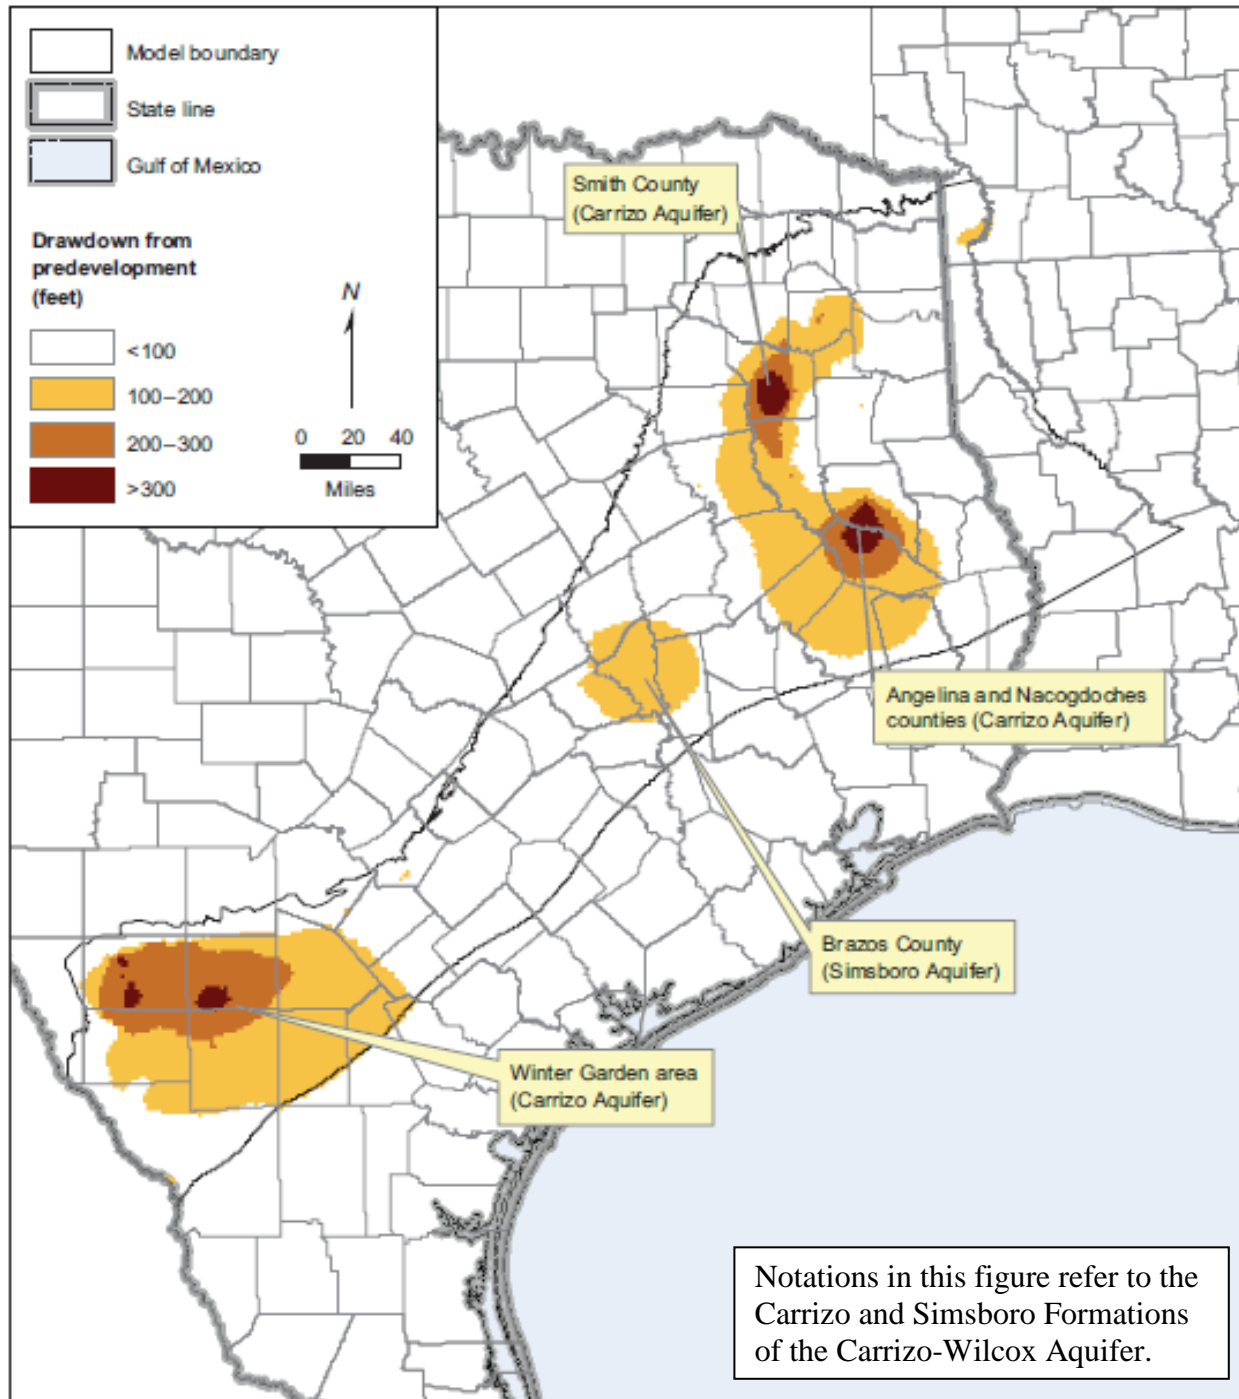 Model boundary
State line
Gulf of Mexico
Drawdown from
predevelopment
(feet)
<100
100–200
200–300
>300
N
0 20 40
Miles
Smith County
(Carrizo Aquifer)
Angelina and Nacogdoches
counties (Carrizo Aquifer)
Brazos County
(Simsboro Aquifer)
Winter Garden area
(Carrizo Aquifer)
Notations in this figure refer to the
Carrizo and Simsboro Formations
of the Carrizo-Wilcox Aquifer.